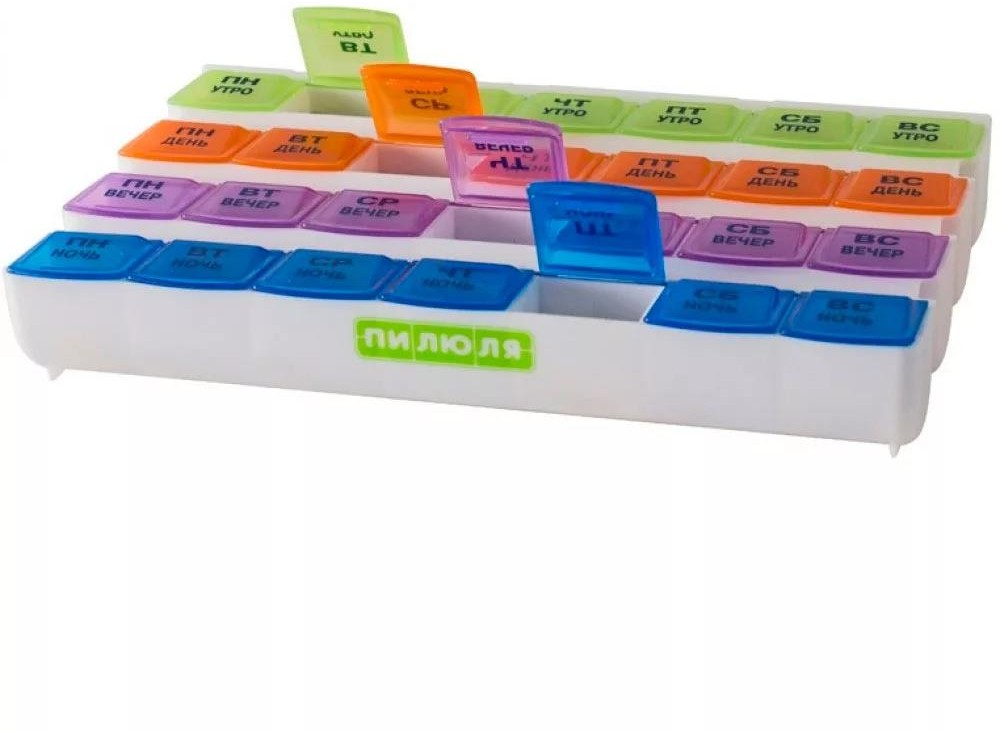 ВТ
УТРО
ПН
УТРО
СР
ЧТ
УТРО
ПТ
УТРО
СБ
УТРО
ВС
УТРО
ПН
ДЕНЬ
ВТ
ДЕНЬ
ЧТ
ВЕЧЕР
ПТ
ДЕНЬ
СБ
ДЕНЬ
ВС
ДЕНЬ
ПН
ВЕЧЕР
ВТ
ВЕЧЕР
СР
ВЕЧЕР
ПТ
СБ
ВЕЧЕР
ВС
ВЕЧЕР
ПН
НОЧЬ
ВТ
НОЧЬ
СР
НОЧЬ
ЧТ
НОЧЬ
СБ
НОЧЬ
ВС
НОЧЬ
ПИЛЮЛЯ